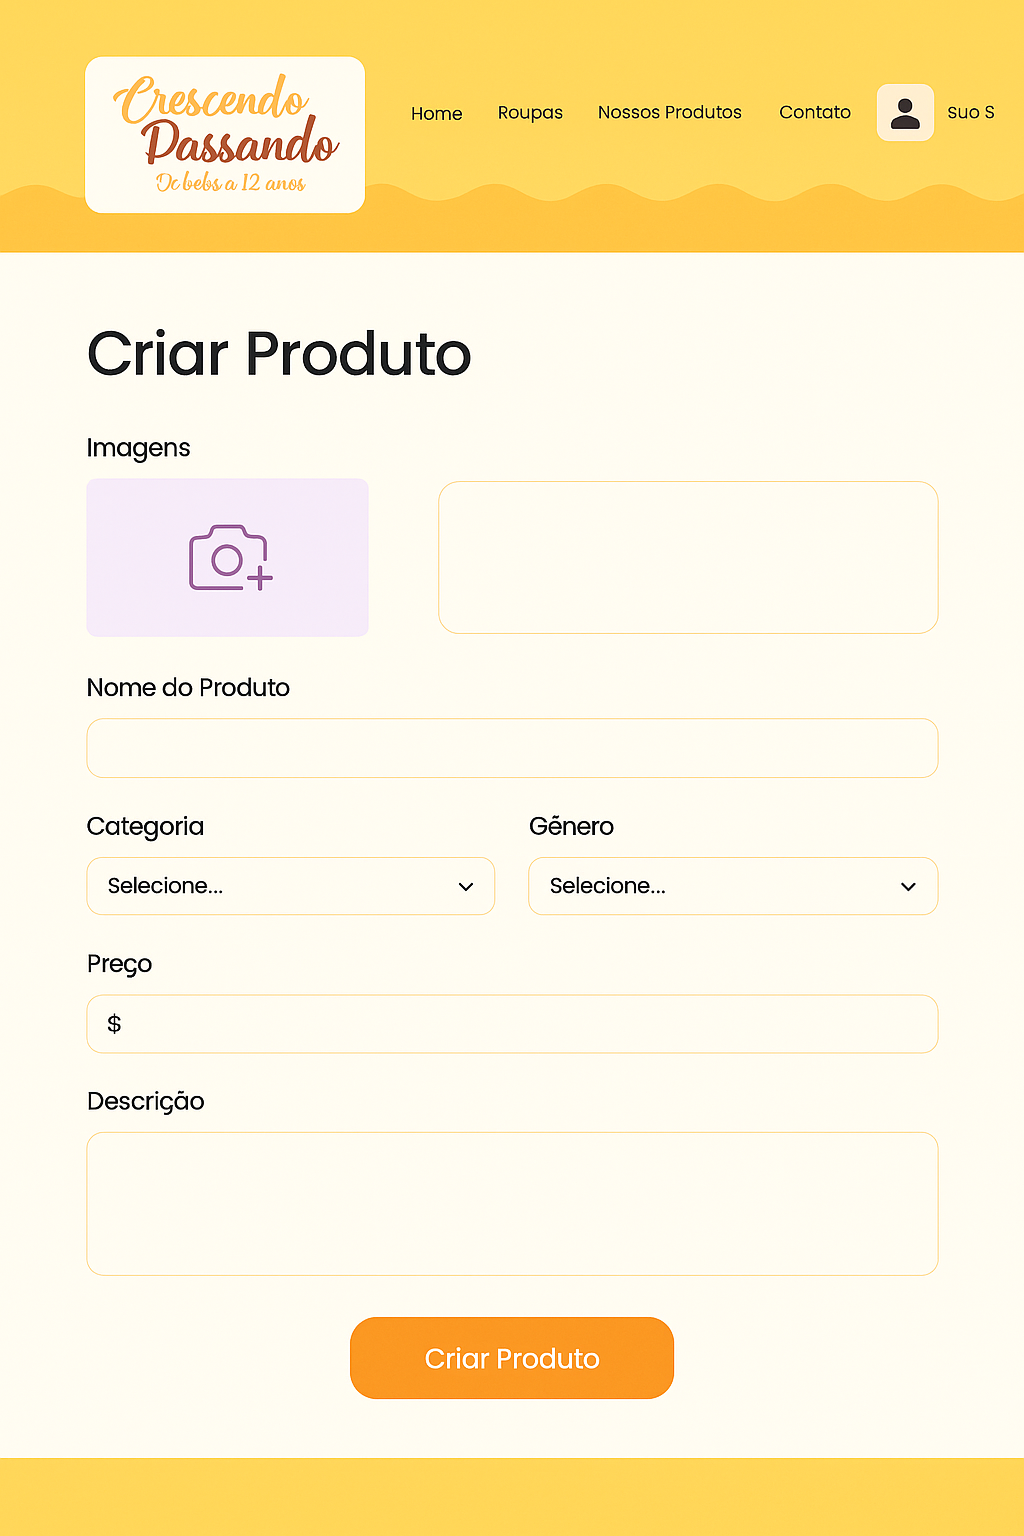 Crescendo
Passando
De bebs a 12 anos
Home Roupas Nossos Produtos Contato Suo S
Criar Produto
Imagens
Nome do Produto
Categoria Gẽnero
Selecione... Selecione...
Preço
$
Descrição
Criar Produto